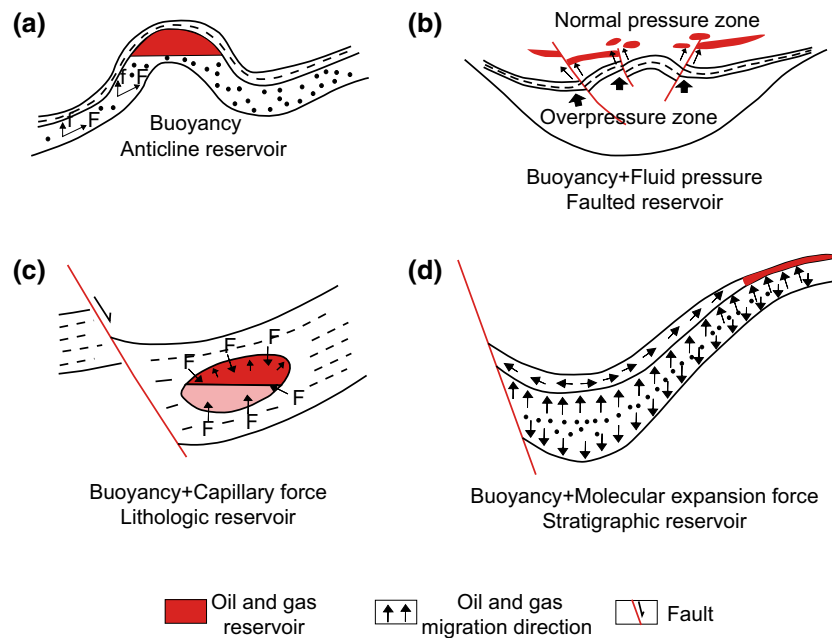 (a)
f
F
f
F
Buoyancy
Anticline reservoir
(b)
Normal pressure zone
Overpressure zone
Buoyancy+Fluid pressure
Faulted reservoir
(c)
F
F
F
F
F
F
Buoyancy+Capillary force
Lithologic reservoir
(d)
Buoyancy+Molecular expansion force
Stratigraphic reservoir
Oil and gas
reservoir
Oil and gas
migration direction
Fault